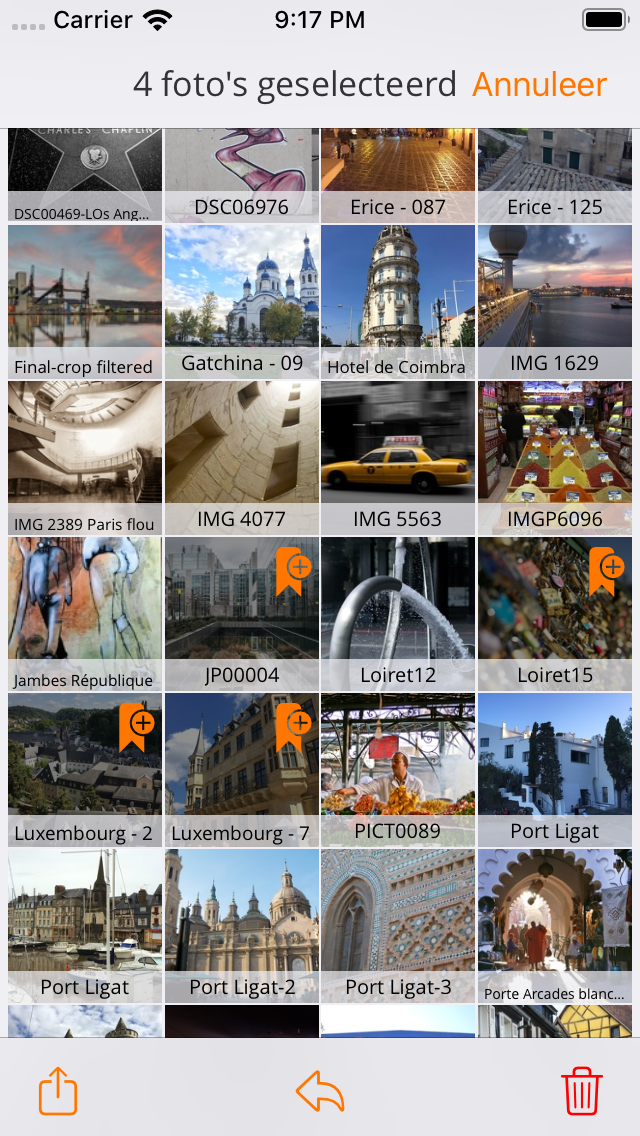 Carrier 9:17 PM
4 foto's geselecteerd Annuleer
CHARLES CHAPLIN
DSC00469-LOs Ang... DSC06976 Erice - 087 Erice - 125
Final-crop filtered Gatchina - 09 Hotel de Coimbra IMG 1629
IMG 2389 Paris flou IMG 4077 IMG 5563 IMGP6096
Jambes République JP00004 Loiret12 Loiret15
Luxembourg - 2 Luxembourg - 7 PICT0089 Port Ligat
Port Ligat Port Ligat-2 Port Ligat-3 Porte Arcades blanc...